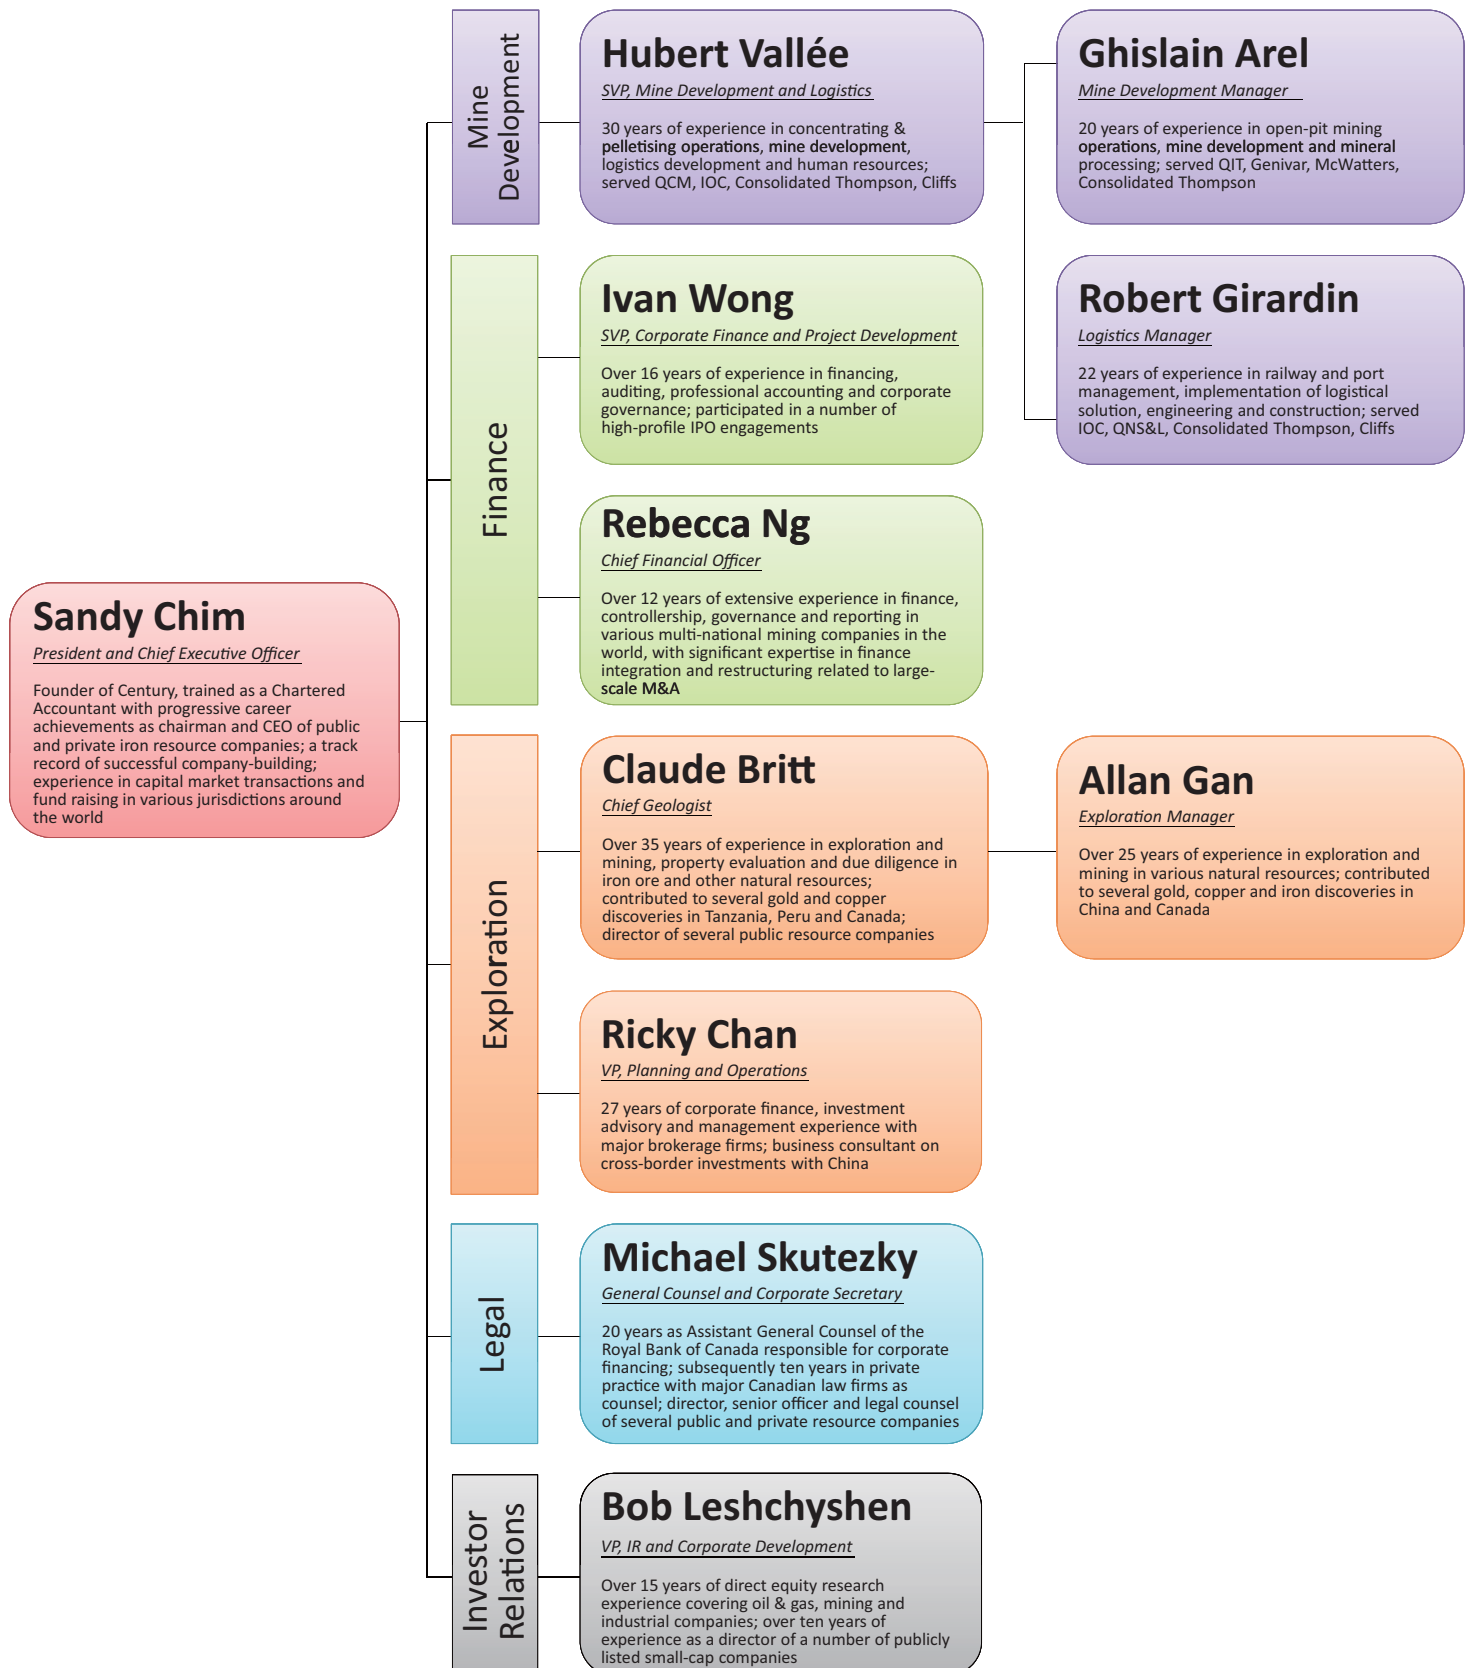 Mine
Development
Hubert Vallée
SVP, Mine Development and Logistics
30 years of experience in concentrating &
pelletising operations, mine development,
logistics development and human resources;
served QCM, IOC, Consolidated Thompson, Cliffs
Ghislain Arel
Mine Development Manager
20 years of experience in open-pit mining
operations, mine development and mineral
processing; served QIT, Genivar, McWatters,
Consolidated Thompson
Finance
Ivan Wong
SVP, Corporate Finance and Project Development
Over 16 years of experience in financing,
auditing, professional accounting and corporate
governance; participated in a number of
high-profile IPO engagements
Robert Girardin
Logistics Manager
22 years of experience in railway and port
management, implementation of logistical
solution, engineering and construction; served
IOC, QNS&L, Consolidated Thompson, Cliffs
Rebecca Ng
Chief Financial Officer
Over 12 years of extensive experience in finance,
controllership, governance and reporting in
various multi-national mining companies in the
world, with significant expertise in finance
integration and restructuring related to large-
scale M&A
Sandy Chim
President and Chief Executive Officer
Founder of Century, trained as a Chartered
Accountant with progressive career
achievements as chairman and CEO of public
and private iron resource companies; a track
record of successful company-building;
experience in capital market transactions and
fund raising in various jurisdictions around
the world
Exploration
Claude Britt
Chief Geologist
Over 35 years of experience in exploration and
mining, property evaluation and due diligence in
iron ore and other natural resources;
contributed to several gold and copper
discoveries in Tanzania, Peru and Canada;
director of several public resource companies
Allan Gan
Exploration Manager
Over 25 years of experience in exploration and
mining in various natural resources; contributed
to several gold, copper and iron discoveries in
China and Canada
Ricky Chan
VP, Planning and Operations
27 years of corporate finance, investment
advisory and management experience with
major brokerage firms; business consultant on
cross-border investments with China
Legal
Michael Skutezky
General Counsel and Corporate Secretary
20 years as Assistant General Counsel of the
Royal Bank of Canada responsible for corporate
financing; subsequently ten years in private
practice with major Canadian law firms as
counsel; director, senior officer and legal counsel
of several public and private resource companies
Investor
Relations
Bob Leshchyshen
VP, IR and Corporate Development
Over 15 years of direct equity research
experience covering oil & gas, mining and
industrial companies; over ten years of
experience as a director of a number of publicly
listed small-cap companies